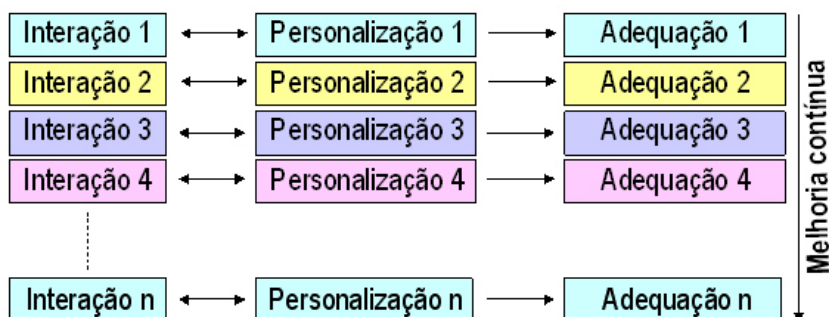 Interação 1 Personalização 1 Adequação 1
Interação 2 Personalização 2 Adequação 2
Interação 3 Personalização 3 Adequação 3
Interação 4 Personalização 4 Adequação 4
Interação n Personalização n Adequação n
Melhoria contínua